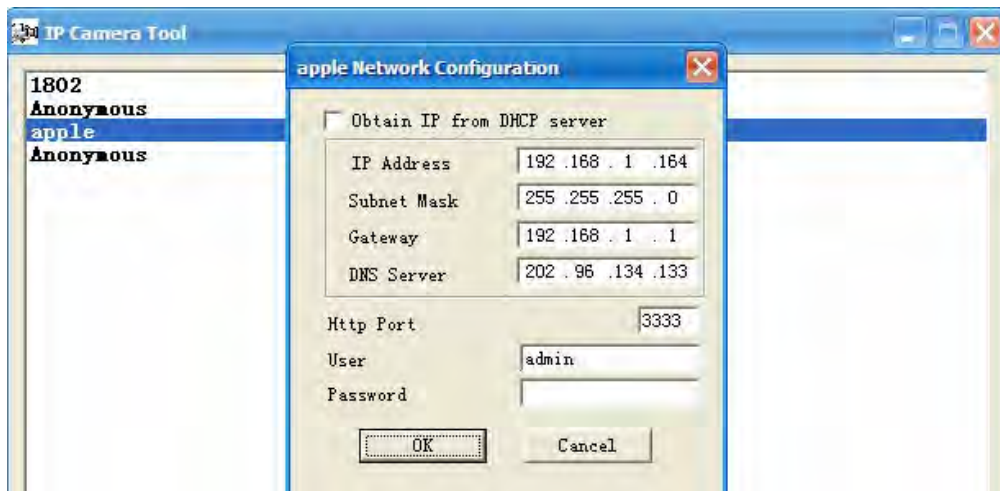 IP Camera Tool
1802
Anonymous
apple
Anonymous
apple Network Configuration
Obtain IP from DHCP server
IP Address 192 .168 . 1 .164
Subnet Mask 255 .255 .255 . 0
Gateway 192 .168 . 1 . 1
DNS Server 202 . 96 .134 .133
Http Port 3333
User admin
Password
OK Cancel